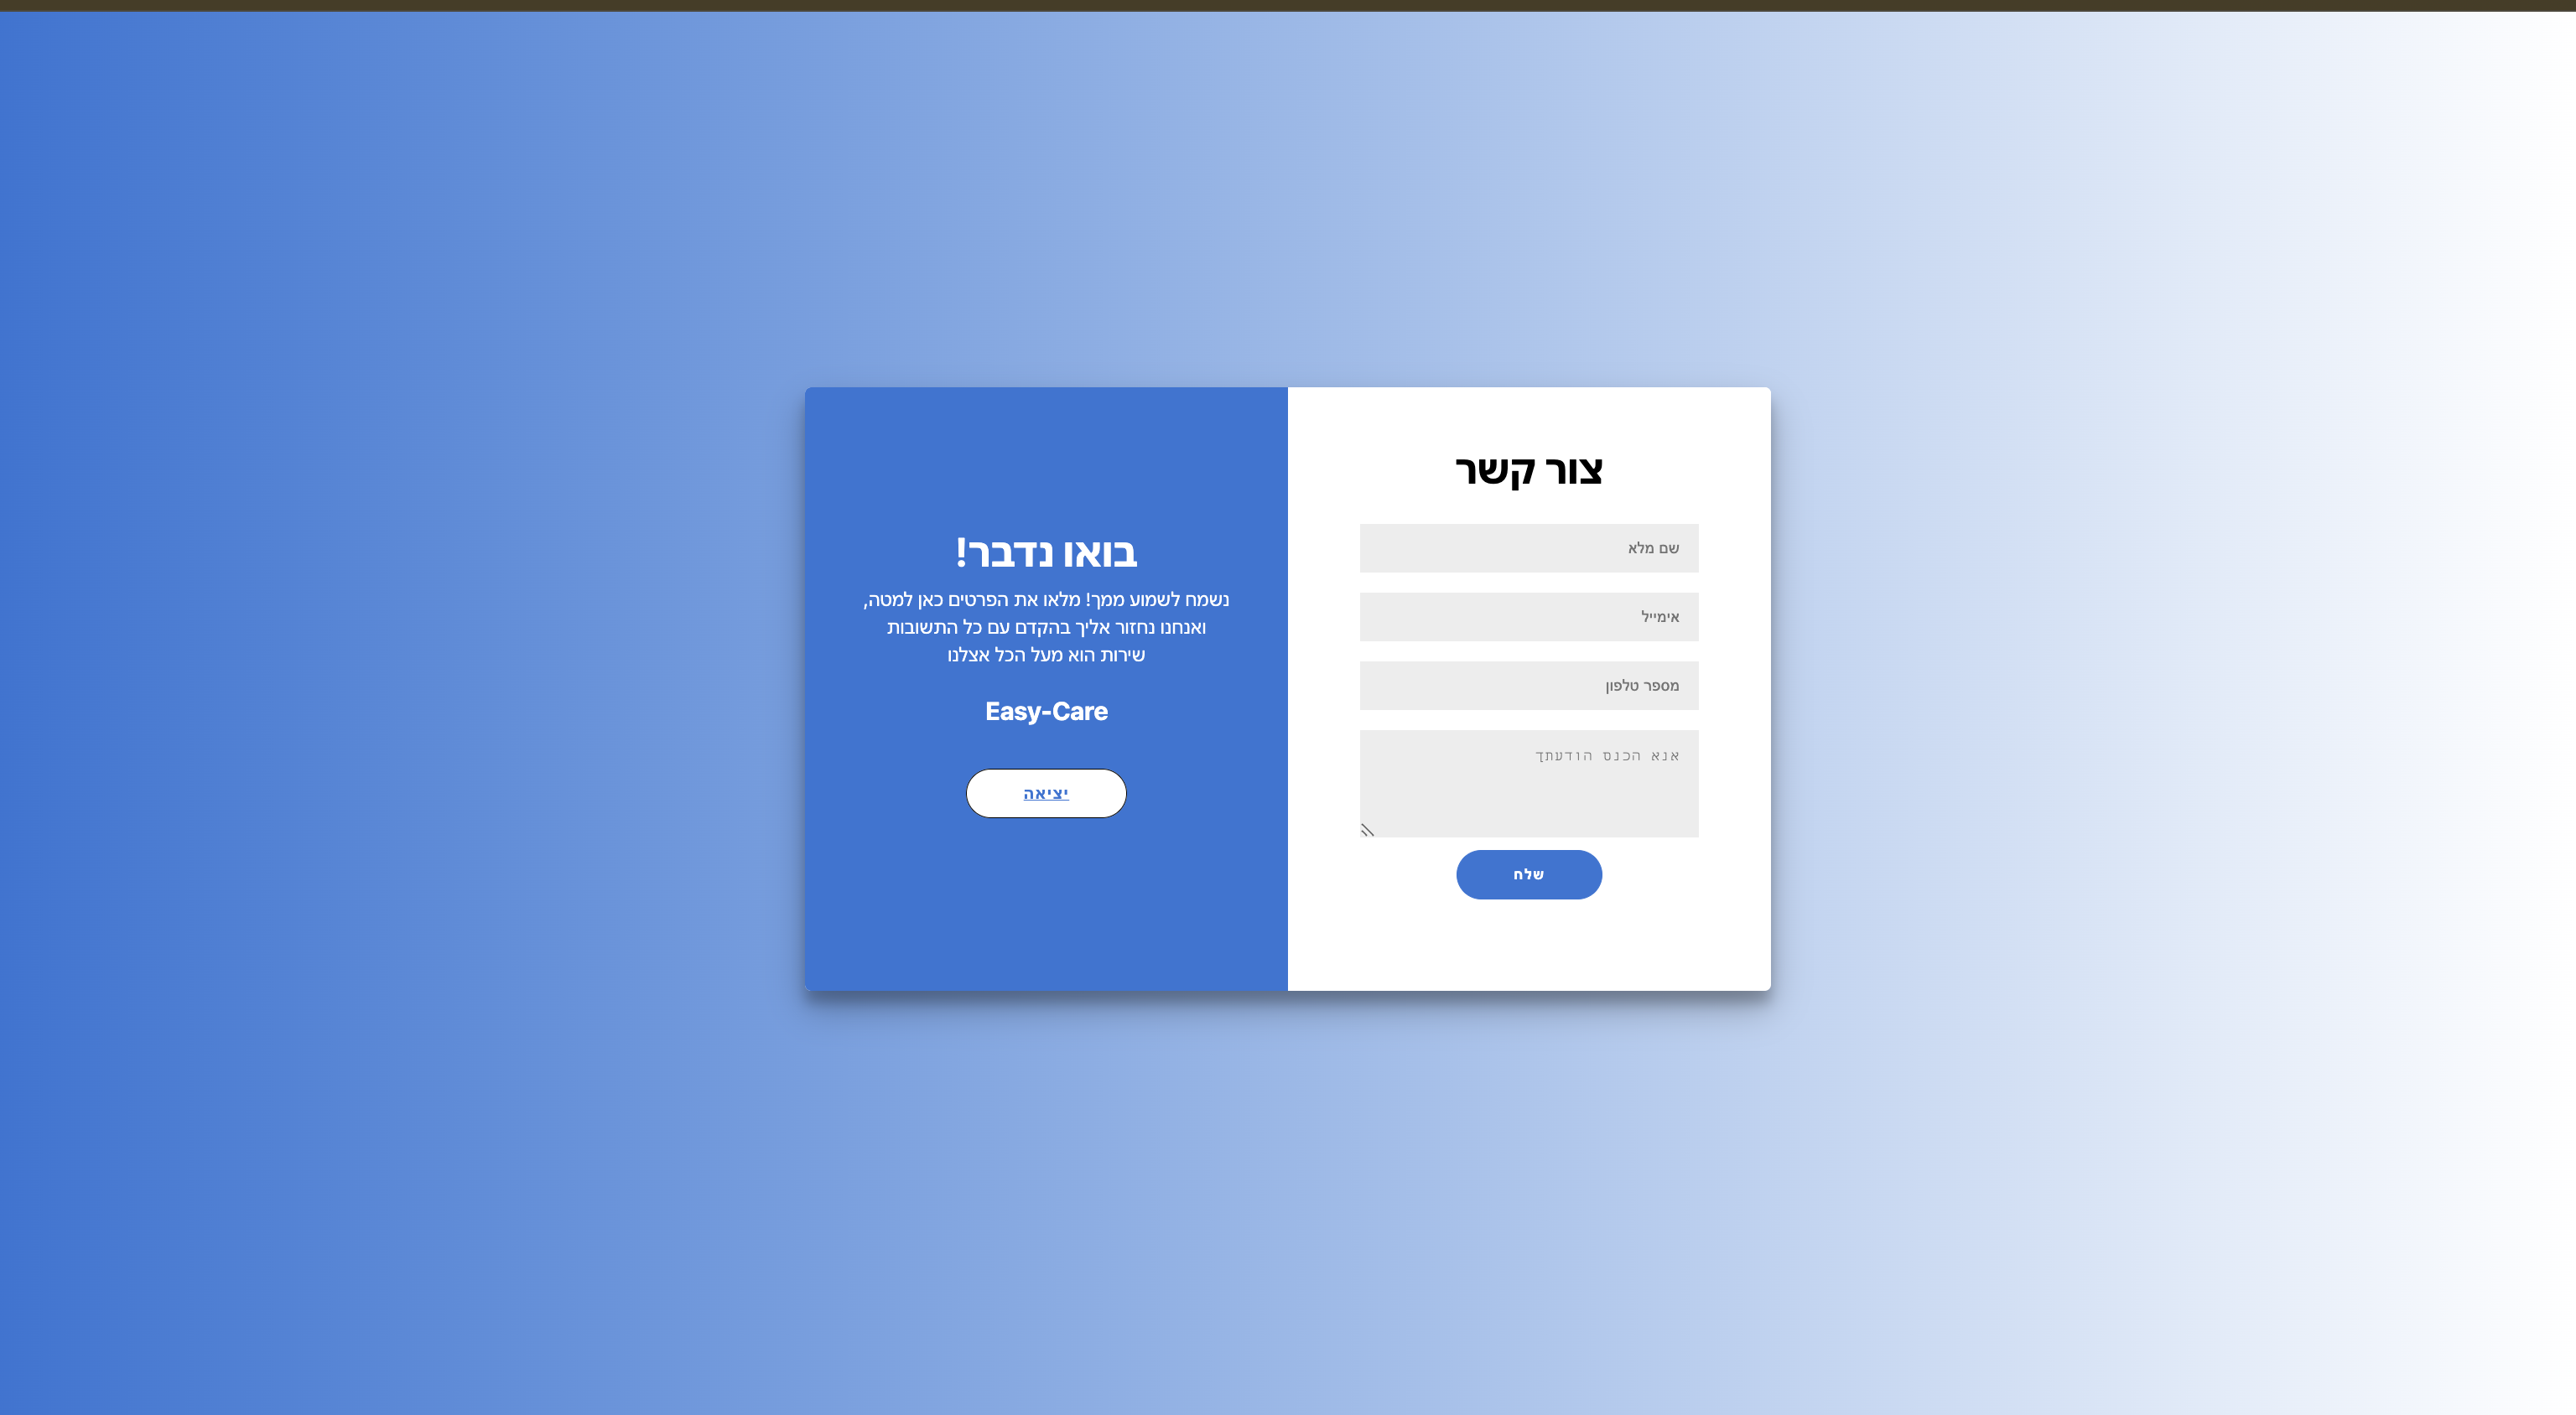 צור קשר
שם מלא
אימייל
מספר טלפון
אנא הכנס הודעתך
שלח
בואו נדבר!
נשמח לשמוע ממך! מלאו את הפרטים כאן למטה,
ואנחנו נחזור אליך בהקדם עם כל התשובות
שירות הוא מעל הכל אצלנו
Easy-Care
יציאה